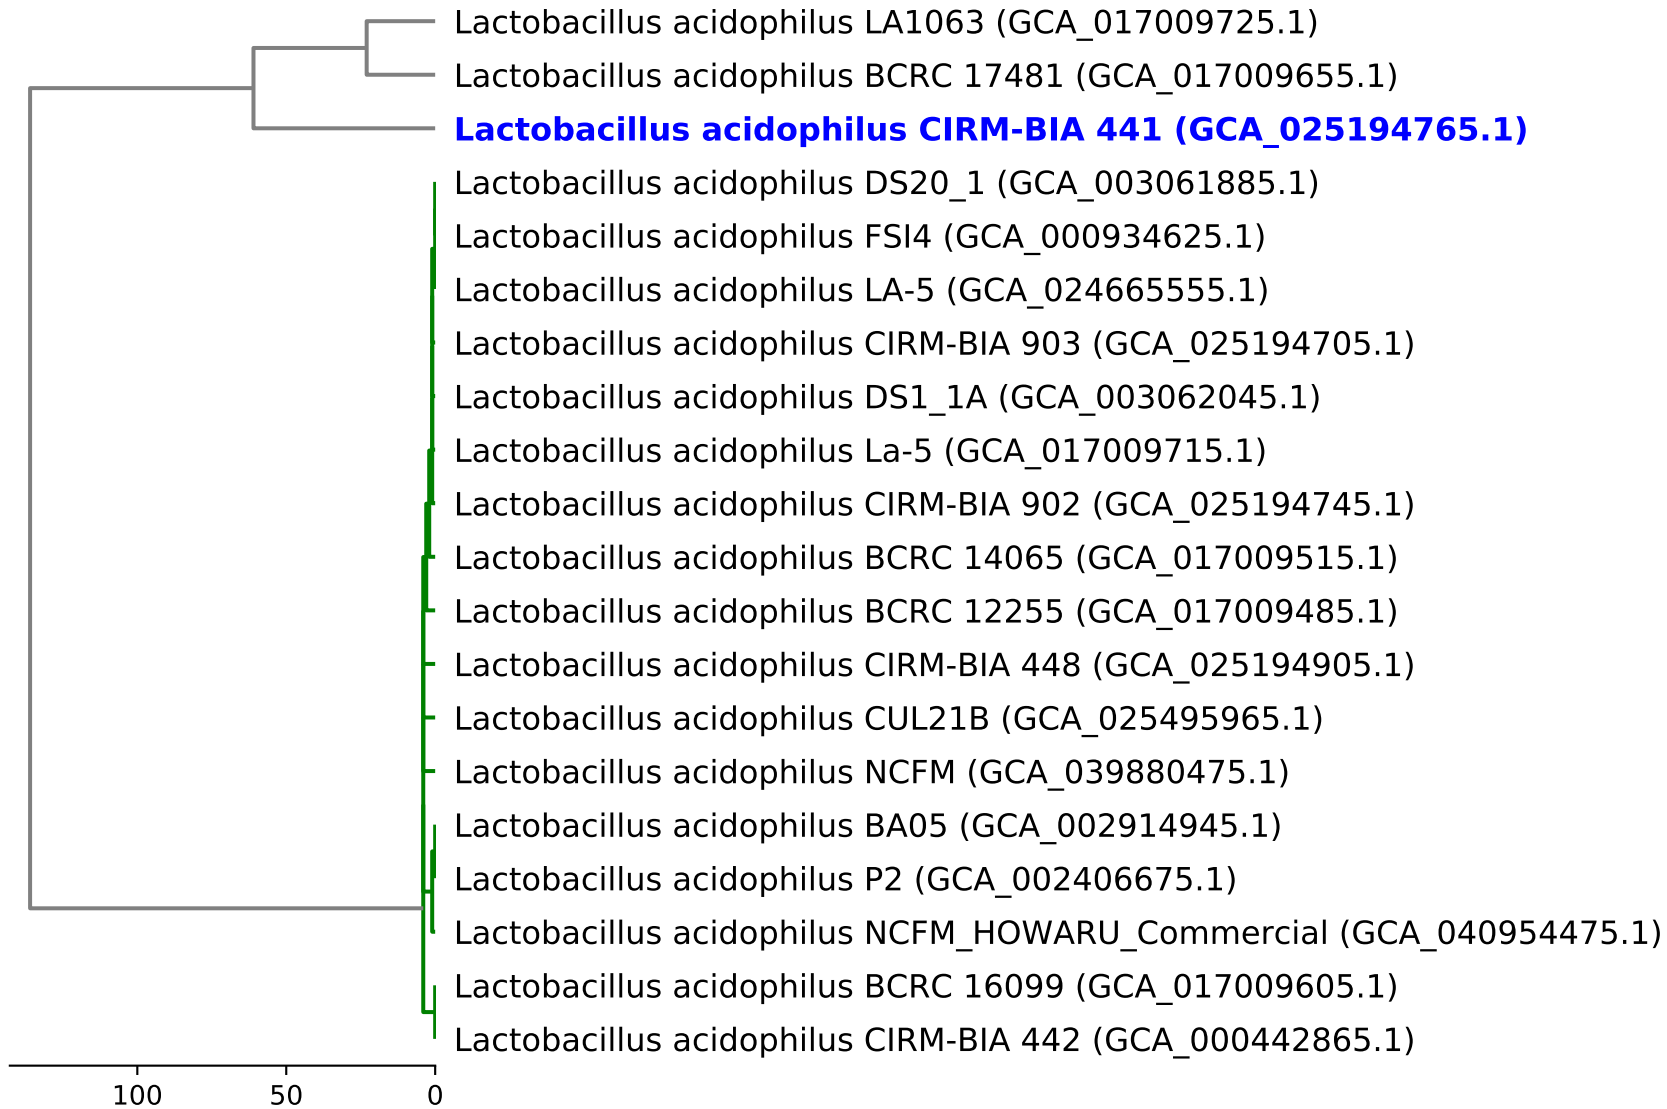 Lactobacillus acidophilus LA1063 (GCA_017009725.1)
Lactobacillus acidophilus BCRC 17481 (GCA_017009655.1)
Lactobacillus acidophilus CIRM-BIA 441 (GCA_025194765.1)
Lactobacillus acidophilus DS20_1 (GCA_003061885.1)
Lactobacillus acidophilus FSI4 (GCA_000934625.1)
Lactobacillus acidophilus LA-5 (GCA_024665555.1)
Lactobacillus acidophilus CIRM-BIA 903 (GCA_025194705.1)
Lactobacillus acidophilus DS1_1A (GCA_003062045.1)
Lactobacillus acidophilus La-5 (GCA_017009715.1)
Lactobacillus acidophilus CIRM-BIA 902 (GCA_025194745.1)
Lactobacillus acidophilus BCRC 14065 (GCA_017009515.1)
Lactobacillus acidophilus BCRC 12255 (GCA_017009485.1)
Lactobacillus acidophilus CIRM-BIA 448 (GCA_025194905.1)
Lactobacillus acidophilus CUL21B (GCA_025495965.1)
Lactobacillus acidophilus NCFM (GCA_039880475.1)
Lactobacillus acidophilus BA05 (GCA_002914945.1)
Lactobacillus acidophilus P2 (GCA_002406675.1)
Lactobacillus acidophilus NCFM_HOWARU_Commercial (GCA_040954475.1)
Lactobacillus acidophilus BCRC 16099 (GCA_017009605.1)
Lactobacillus acidophilus CIRM-BIA 442 (GCA_000442865.1)
100 50 0